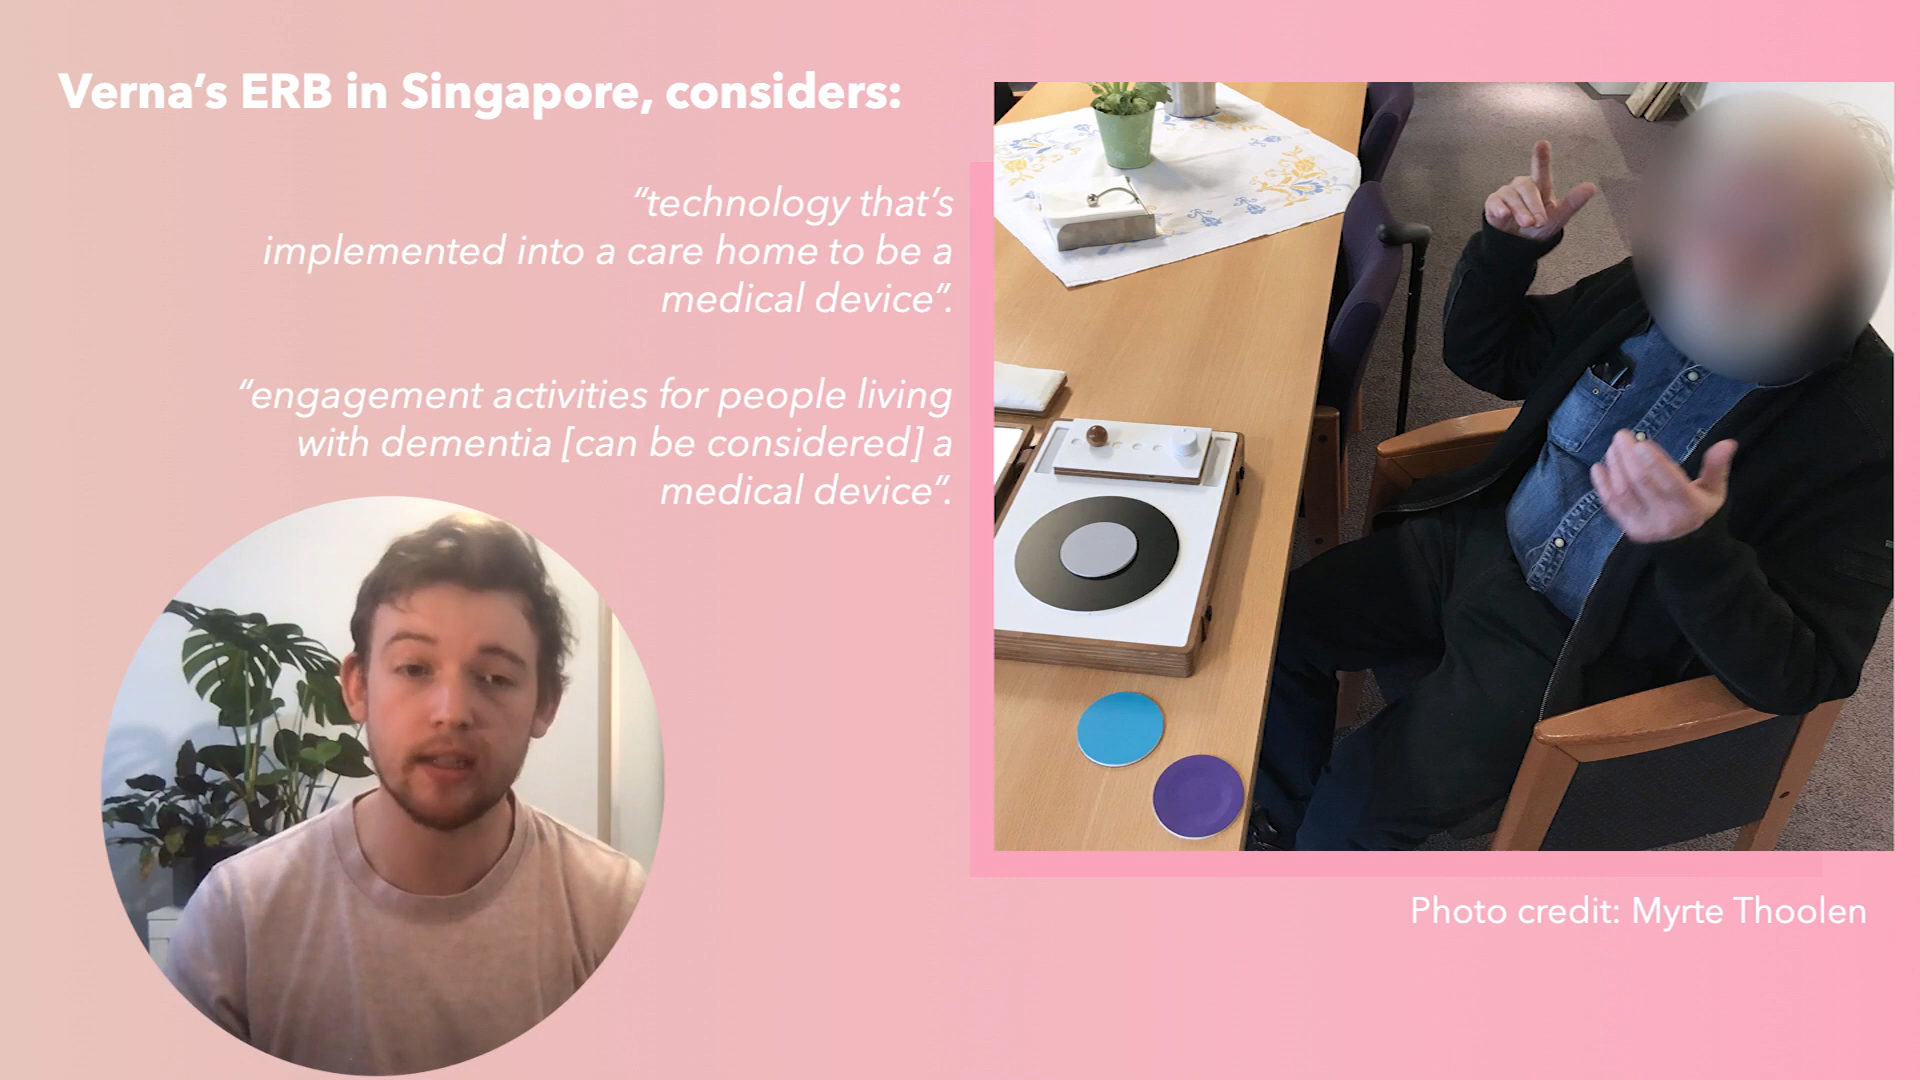 Verna’s ERB in Singapore, considers:
“technology that’s
implemented into a care home to be a
medical device”.
“engagement activities for people living
with dementia [can be considered] a
medical device”.
Photo credit: Myrte Thoolen